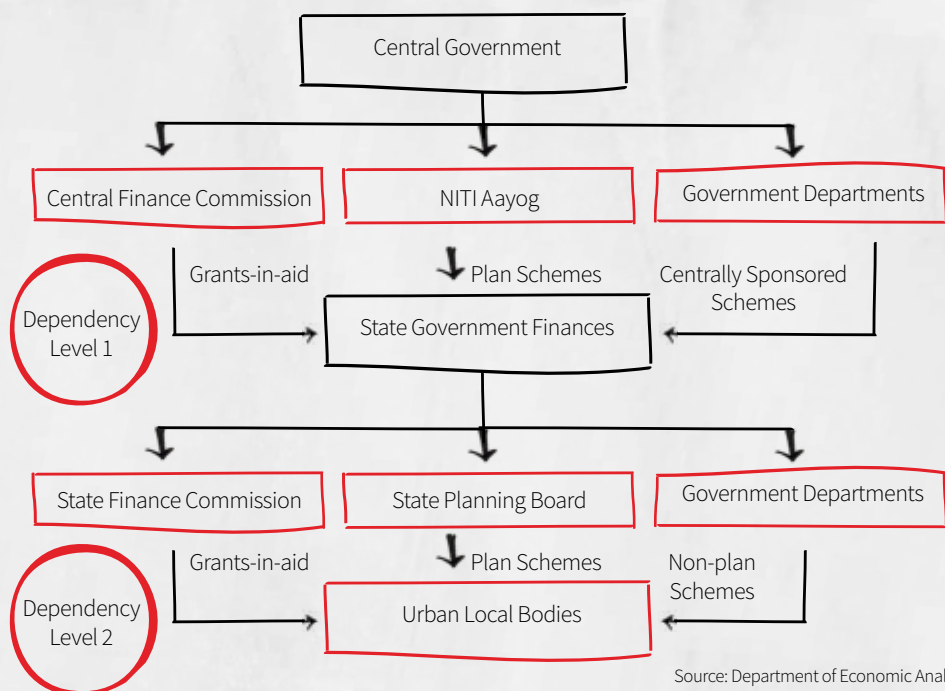 Central Government
Central Finance Commission
NITI Aayog
Government Departments
Grants-in-aid
Plan Schemes
Centrally Sponsored
Schemes
Dependency
Level 1
State Government Finances
State Finance Commission
State Planning Board
Government Departments
Grants-in-aid
Plan Schemes
Non-plan
Schemes
Dependency
Level 2
Urban Local Bodies
Source: Department of Economic Anal